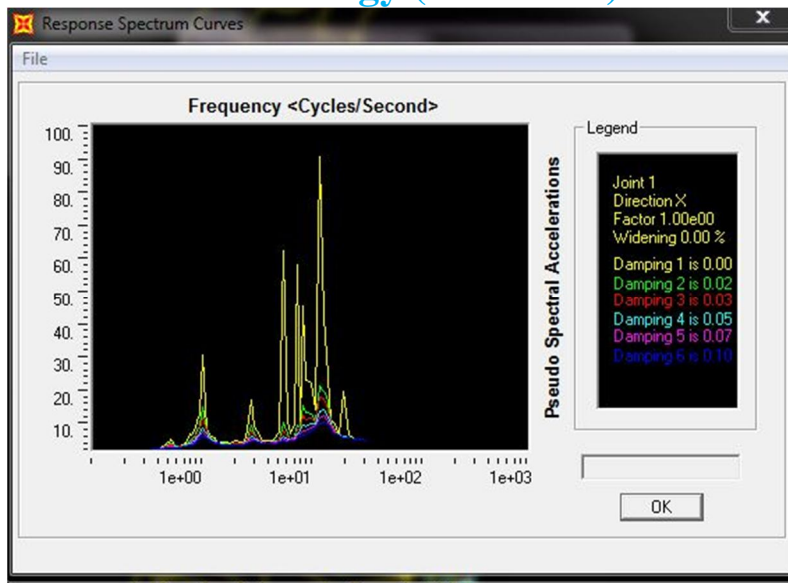 Response Spectrum Curves
x
File
Frequency <Cycles/Second>
100.
90.
80.
70.
60.
50.
40.
30.
20.
10.
1e+00
1e+01
1e+02
1e+03
Pseudo Spectral Accelerations
Legend
Joint 1
Direction X
Factor 1.00e00
Widening 0.00 %
Damping 1 is 0.00
Damping 2 is 0.02
Damping 3 is 0.03
Damping 4 is 0.05
Damping 5 is 0.07
Damping 6 is 0.10
OK